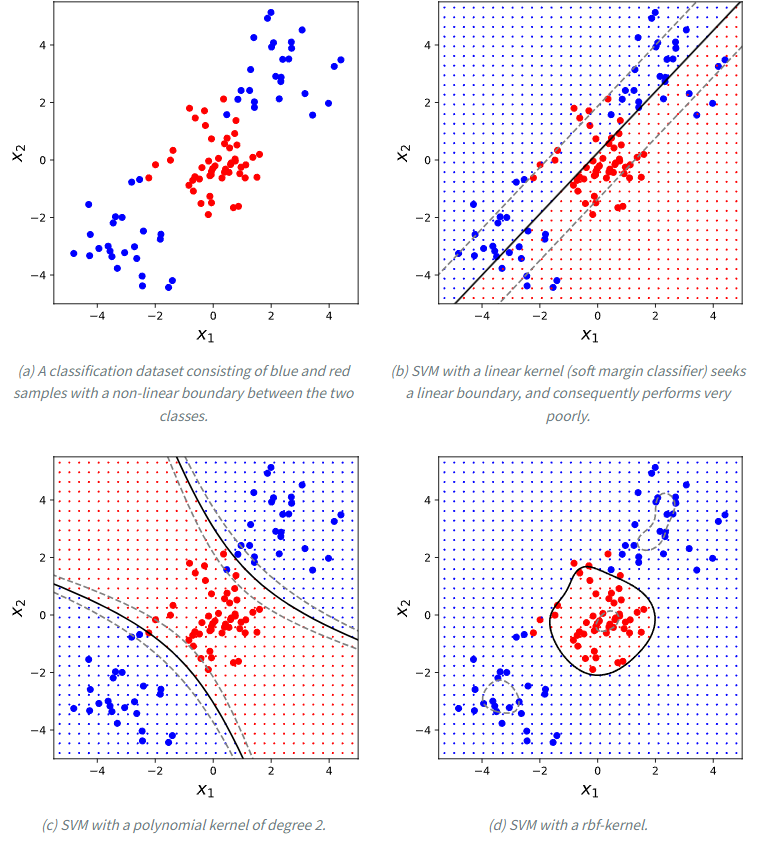 4
2
0
−2
−4
x₂
−4 −2 0 2 4
x₁
4
2
0
−2
−4
x₂
−4 −2 0 2 4
x₁
(a) A classification dataset consisting of blue and red
samples with a non-linear boundary between the two
classes.
(b) SVM with a linear kernel (soft margin classifier) seeks
a linear boundary, and consequently performs very
poorly.
4
2
0
−2
−4
x₂
−4 −2 0 2 4
x₁
4
2
0
−2
−4
x₂
−4 −2 0 2 4
x₁
(c) SVM with a polynomial kernel of degree 2.
(d) SVM with a rbf-kernel.